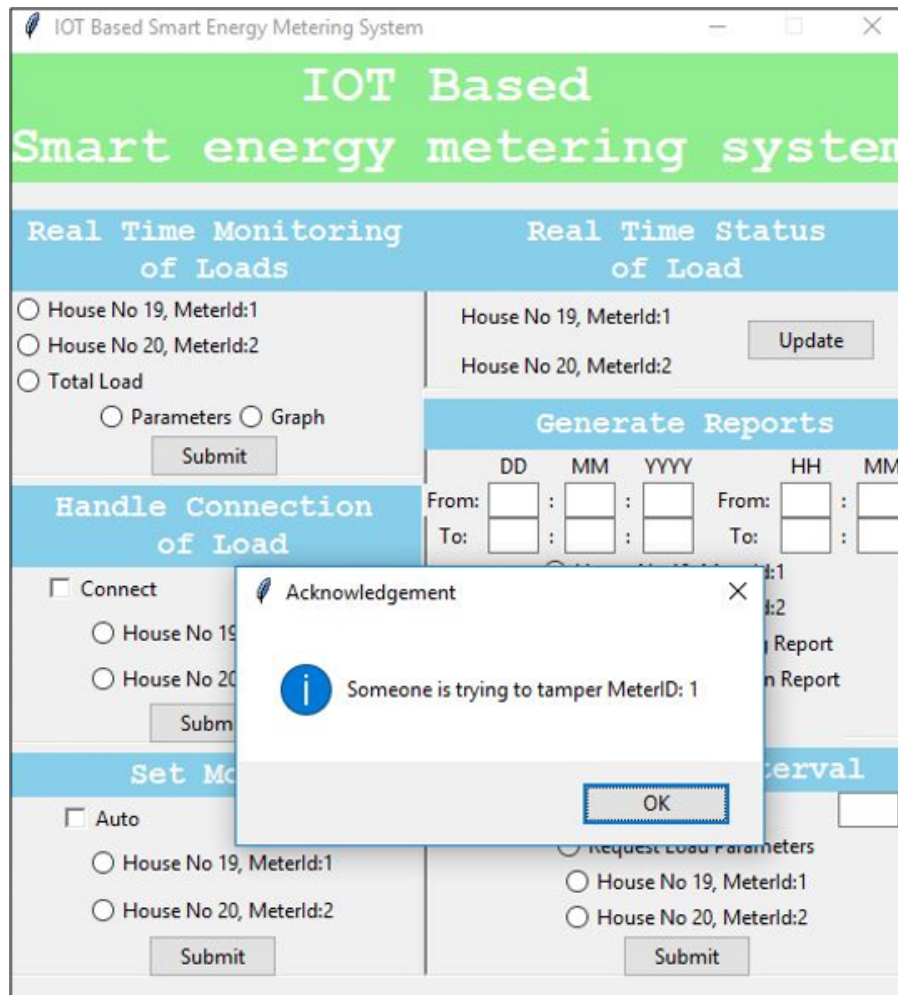 IOT Based Smart Energy Metering System
IOT Based
Smart energy metering system
Real Time Monitoring
of Loads
House No 19, MeterId:1
House No 20, MeterId:2
Total Load
Parameters Graph
Submit
Real Time Status
of Load
House No 19, MeterId:1
Update
House No 20, MeterId:2
Generate Reports
DD MM YYYY HH MM
From: : : From: :
To: : : To: :
Report
Report
Handle Connection
of Load
Connect
House No 19
House No 20
Acknowledgement
Someone is trying to tamper MeterID: 1
OK
Set
Auto
House No 19, MeterId:1
House No 20, MeterId:2
Submit
Request Load Parameters
House No 19, MeterId:1
House No 20, MeterId:2
Submit